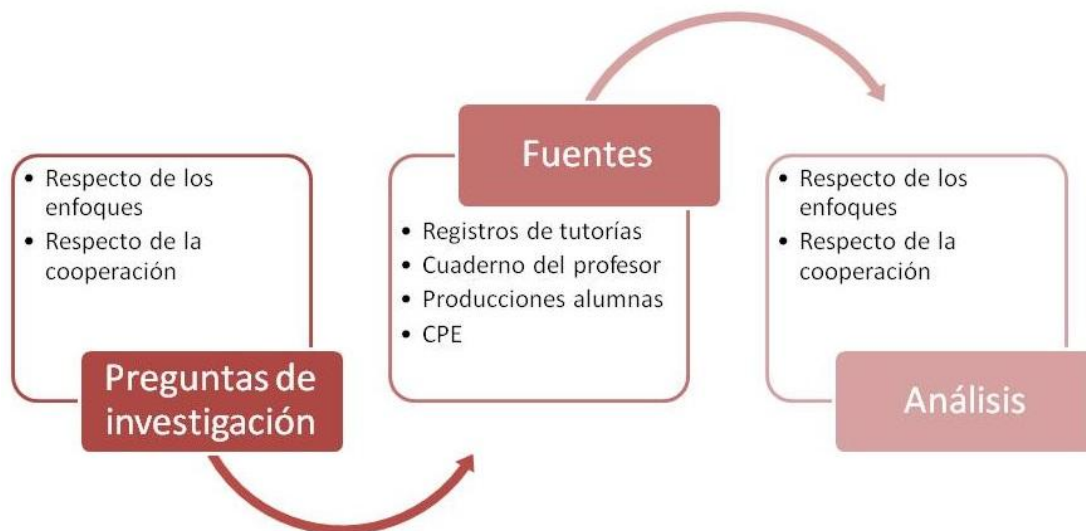 • Respecto de los
enfoques
• Respecto de la
cooperación
Preguntas de
investigación
Fuentes
• Registros de tutorías
• Cuaderno del profesor
• Producciones alumnas
• CPE
• Respecto de los
enfoques
• Respecto de la
cooperación
Análisis